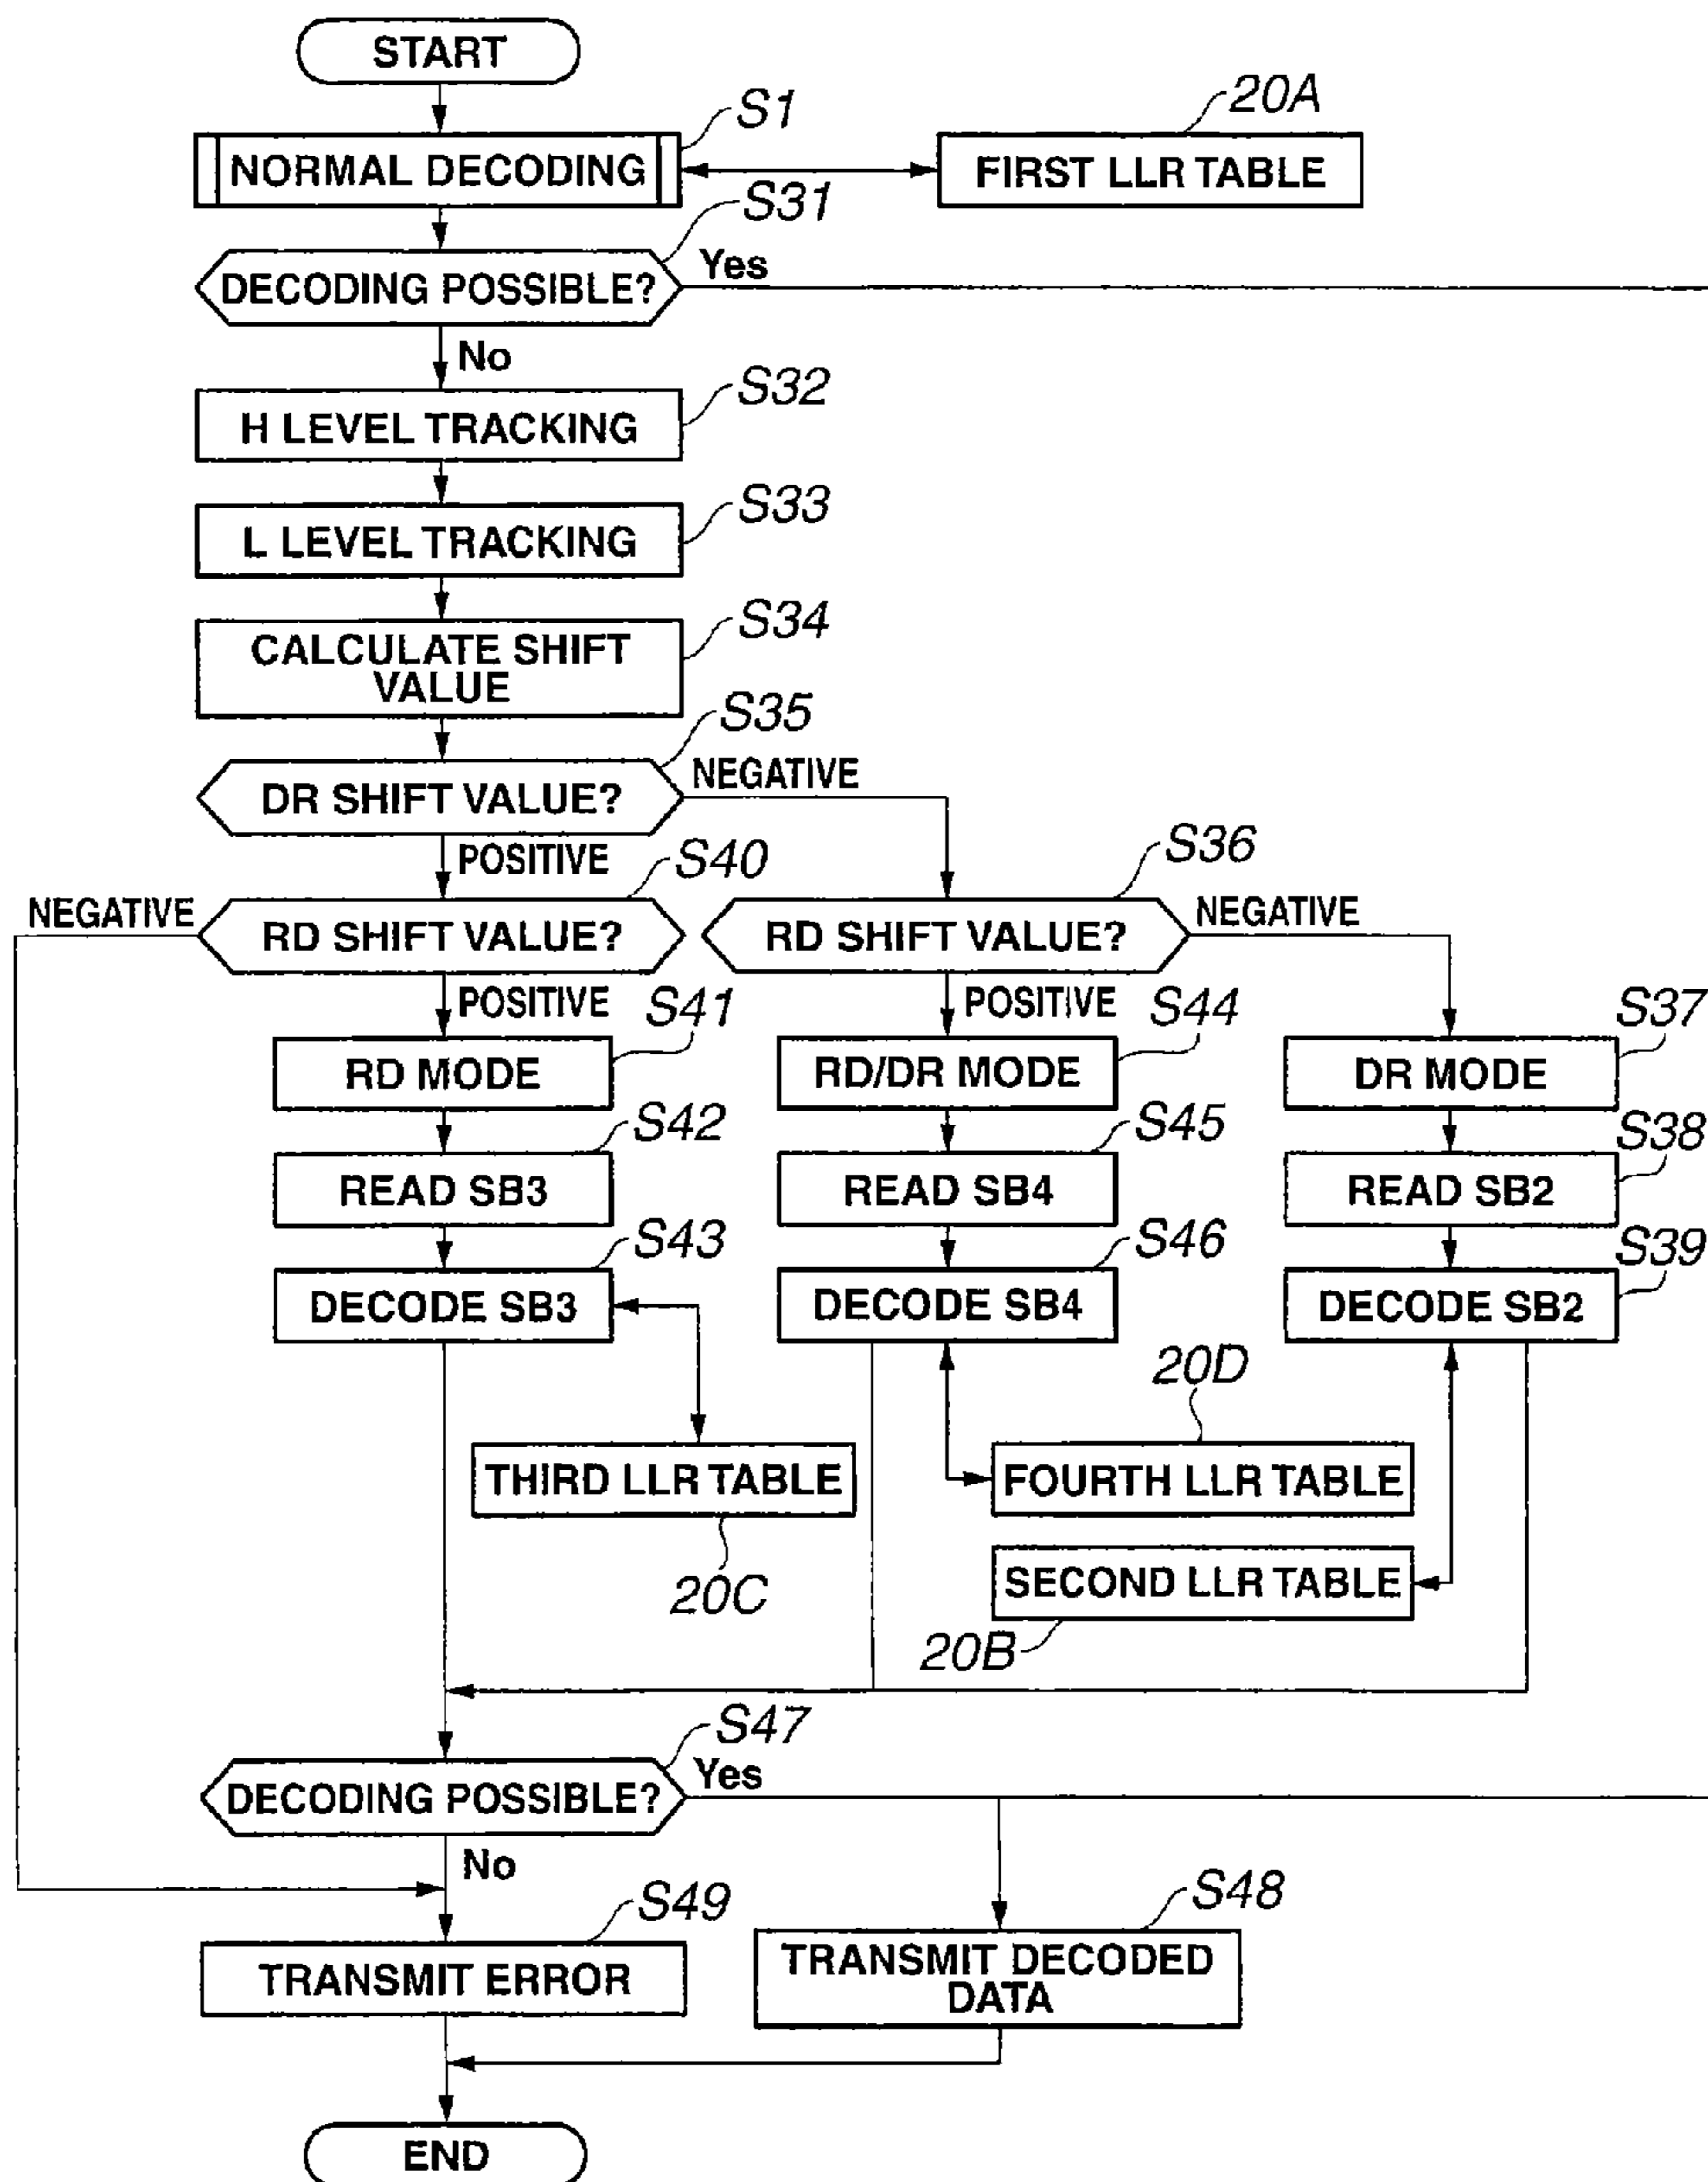 START
S1
20A
NORMAL DECODING
FIRST LLR TABLE
S31
DECODING POSSIBLE?
Yes
No
S32
H LEVEL TRACKING
S33
L LEVEL TRACKING
S34
CALCULATE SHIFT
VALUE
S35
DR SHIFT VALUE?
NEGATIVE
POSITIVE
S40
S36
NEGATIVE
RD SHIFT VALUE?
RD SHIFT VALUE?
NEGATIVE
POSITIVE
S41
POSITIVE
S44
S37
RD MODE
RD/DR MODE
DR MODE
S42
S45
S38
READ SB3
READ SB4
READ SB2
S43
S46
S39
DECODE SB3
DECODE SB4
DECODE SB2
20D
THIRD LLR TABLE
FOURTH LLR TABLE
20C
SECOND LLR TABLE
20B
S47
DECODING POSSIBLE?
Yes
No
S49
S48
TRANSMIT ERROR
TRANSMIT DECODED
DATA
END